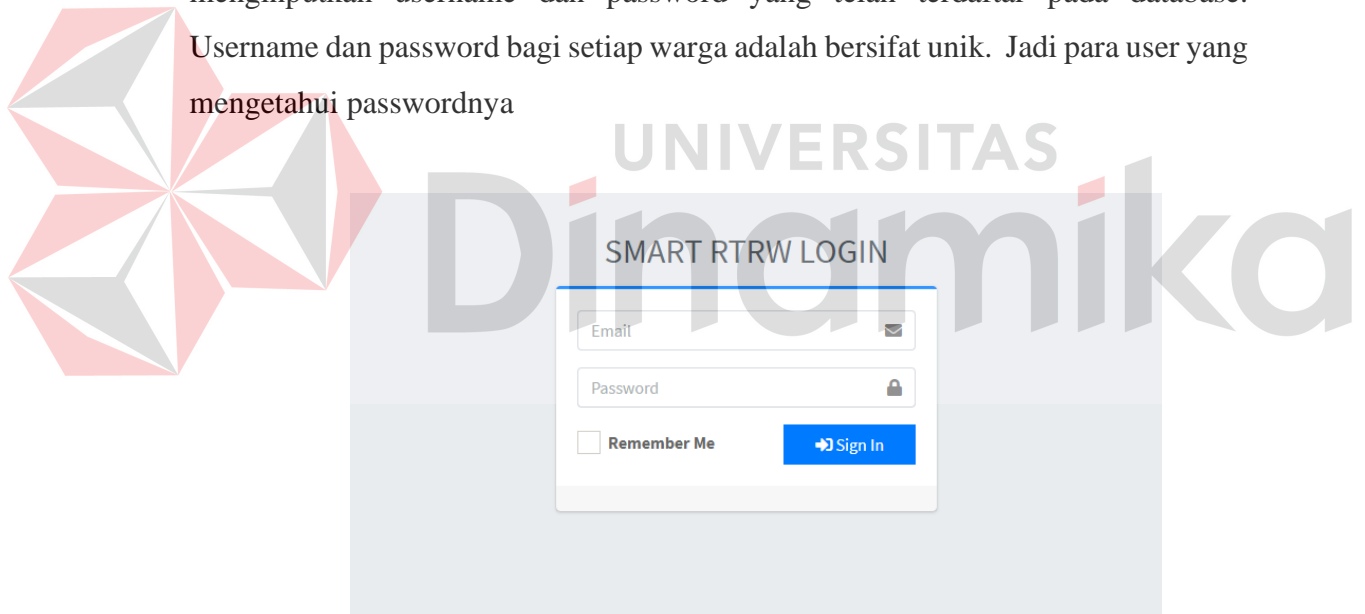 menginputkan username dan password yang telah terdaftar pada database.
Username dan password bagi setiap warga adalah bersifat unik. Jadi para user yang
mengetahui passwordnya
UNIVERSITAS
Dinamika
SMART RTRW LOGIN
Email
Password
Remember Me
Sign In